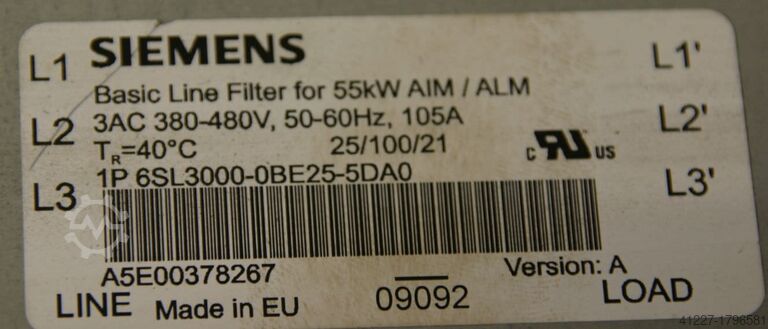 L1 SIEMENS L1'
Basic Line Filter for 55kW AIM / ALM
L2 3AC 380-480V, 50-60Hz, 105A L2'
TR=40°C 25/100/21 c RU US
1P 6SL3000-0BE25-5DA0
L3 L3'
A5E00378267 Version: A
LINE Made in EU 09092 LOAD
41227-1796581